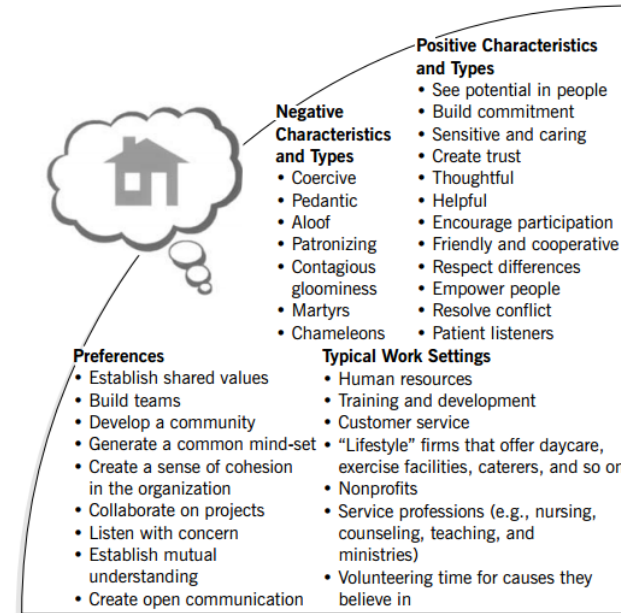 Positive Characteristics
and Types
• See potential in people
• Build commitment
• Sensitive and caring
• Create trust
• Thoughtful
• Helpful
• Encourage participation
• Friendly and cooperative
• Respect differences
• Empower people
• Resolve conflict
• Patient listeners
Negative
Characteristics
and Types
• Coercive
• Pedantic
• Aloof
• Patronizing
• Contagious
gloominess
• Martyrs
• Chameleons
Preferences
• Establish shared values
• Build teams
• Develop a community
• Generate a common mind-set
• Create a sense of cohesion
in the organization
• Collaborate on projects
• Listen with concern
• Establish mutual
understanding
• Create open communication
Typical Work Settings
• Human resources
• Training and development
• Customer service
• “Lifestyle” firms that offer daycare,
exercise facilities, caterers, and so on
• Nonprofits
• Service professions (e.g., nursing,
counseling, teaching, and
ministries)
• Volunteering time for causes they
believe in